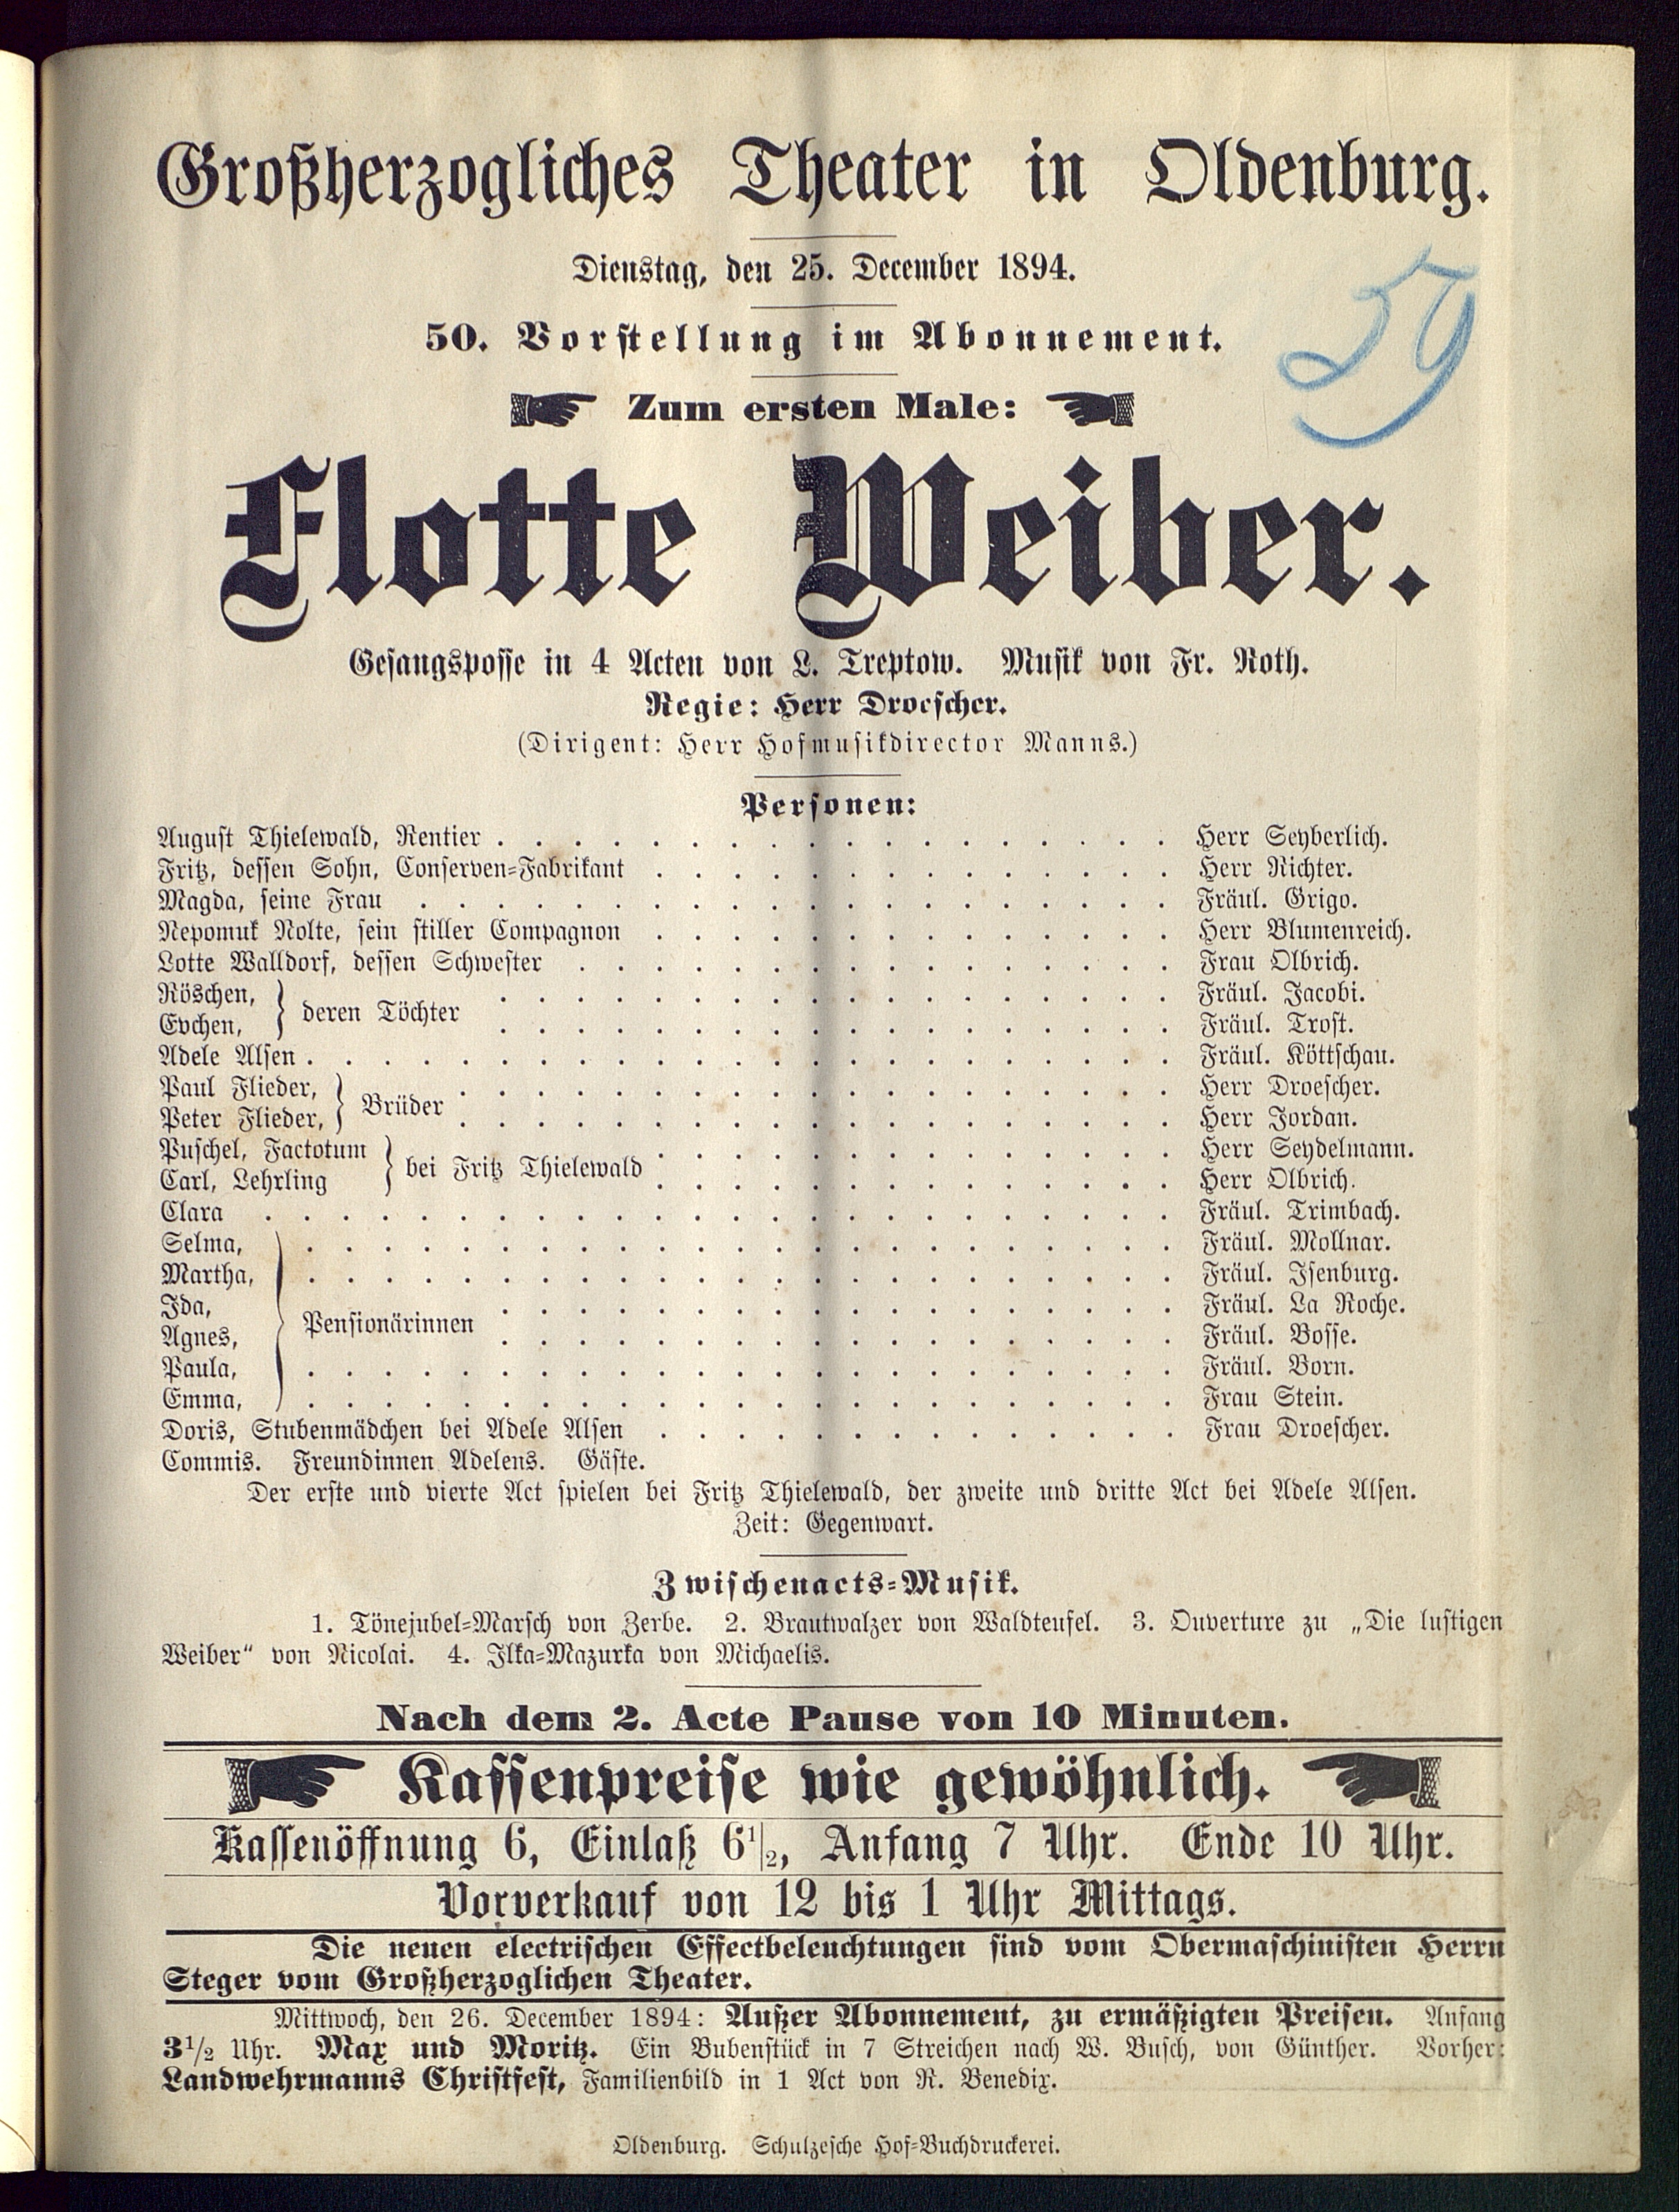 Großherzogliches Theater in Oldenburg.
Dienstag, den 25. December 1894.
59
50. Vorstellung im Abonnement.
Zum ersten Male:
Flotte Weiber.
Gesangsposse in 4 Acten von L. Treptow. Musik von Fr. Roth.
Regie: Herr Droescher.
(Dirigent: Herr Hofmusikdirector Manns.)
Personen:
August Thielewald, Rentier . . . . . . . . . . . . . . . . . . Herr Seyberlich.
Fritz, dessen Sohn, Conserven-Fabrikant . . . . . . . . . . . . . . Herr Richter.
Magda, seine Frau . . . . . . . . . . . . . . . . . . . . Fräul. Grigo.
Nepomuk Nolte, sein stiller Compagnon . . . . . . . . . . . . . . Herr Blumenreich.
Lotte Walldorf, dessen Schwester . . . . . . . . . . . . . . . . Frau Olbrich.
Röschen, } deren Töchter . . . . . . . . . . . . . . . . . . Fräul. Jacobi.
Evchen, . . . . . . . . . . . . . . . . . . Fräul. Trost.
Adele Alsen . . . . . . . . . . . . . . . . . . . . . . . Fräul. Köttschau.
Paul Flieder, } Brüder . . . . . . . . . . . . . . . . . . . Herr Droescher.
Peter Flieder, . . . . . . . . . . . . . . . . . . . Herr Jordan.
Puschel, Factotum } bei Fritz Thielewald . . . . . . . . . . . . . . Herr Seydelmann.
Carl, Lehrling . . . . . . . . . . . . . . Herr Olbrich.
Clara . . . . . . . . . . . . . . . . . . . . . . . . Fräul. Trimbach.
Selma, . . . . . . . . . . . . . . . . . . . . . . . Fräul. Mollnar.
Martha, . . . . . . . . . . . . . . . . . . . . . . . Fräul. Isenburg.
Ida, } Pensionärinnen . . . . . . . . . . . . . . . . . . Fräul. La Roche.
Agnes, . . . . . . . . . . . . . . . . . . Fräul. Bosse.
Paula, . . . . . . . . . . . . . . . . . . . . . . . Fräul. Born.
Emma, . . . . . . . . . . . . . . . . . . . . . . . Frau Stein.
Doris, Stubenmädchen bei Adele Alsen . . . . . . . . . . . . . . Frau Droescher.
Commis. Freundinnen Adelens. Gäste.
Der erste und vierte Act spielen bei Fritz Thielewald, der zweite und dritte Act bei Adele Alsen.
Zeit: Gegenwart.
Zwischenacts-Musik.
1. Tönejubel-Marsch von Zerbe. 2. Brautwalzer von Waldteufel. 3. Ouverture zu „Die lustigen
Weiber“ von Nicolai. 4. Ilka-Mazurka von Michaelis.
Nach dem 2. Acte Pause von 10 Minuten.
Kassenpreise wie gewöhnlich.
Kassenöffnung 6, Einlaß 6½, Anfang 7 Uhr. Ende 10 Uhr.
Vorverkauf von 12 bis 1 Uhr Mittags.
Die neuen electrischen Effectbeleuchtungen sind vom Obermaschinisten Herrn
Steger vom Großherzoglichen Theater.
Mittwoch, den 26. December 1894: Außer Abonnement, zu ermäßigten Preisen. Anfang
3½ Uhr. Max und Moritz. Ein Bubenstück in 7 Streichen nach W. Busch, von Günther. Vorher:
Landwehrmanns Christfest, Familienbild in 1 Act von R. Benedix.
Oldenburg. Schulzesche Hof-Buchdruckerei.